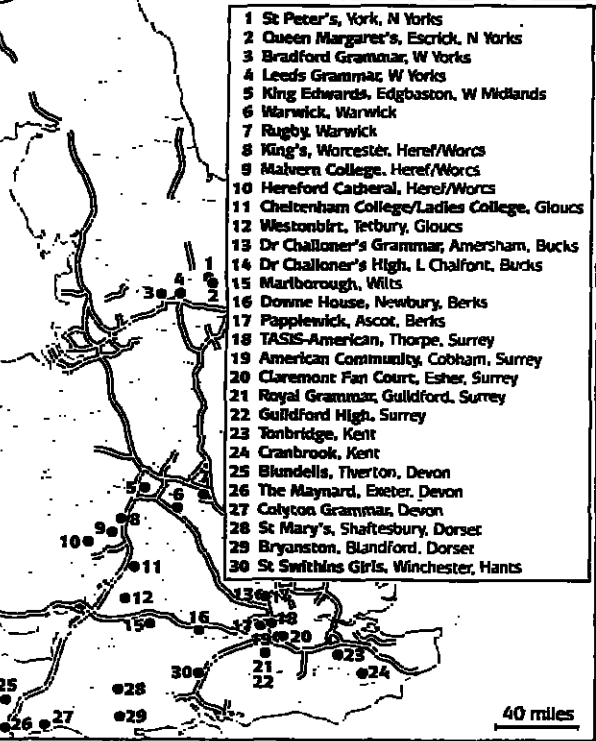 1 St Peter's, York, N Yorks
2 Queen Margaret's, Escrick, N Yorks
3 Bradford Grammar, W Yorks
4 Leeds Grammar, W Yorks
5 King Edwards, Edgbaston, W Midlands
6 Warwick, Warwick
7 Rugby, Warwick
8 King's, Worcester, Heref/Worcs
9 Malvern College, Heref/Worcs
10 Hereford Catheral, Heref/Worcs
11 Cheltenham College/Ladies College, Gloucs
12 Westonbirt, Tetbury, Gloucs
13 Dr Challoner's Grammar, Amersham, Bucks
14 Dr Challoner's High, L Chalfont, Bucks
15 Marlborough, Wilts
16 Downe House, Newbury, Berks
17 Papplewick, Ascot, Berks
18 TASIS-American, Thorpe, Surrey
19 American Community, Cobham, Surrey
20 Claremont Fan Court, Esher, Surrey
21 Royal Grammar, Guildford, Surrey
22 Guildford High, Surrey
23 Tonbridge, Kent
24 Cranbrook, Kent
25 Blundells, Tiverton, Devon
26 The Maynard, Exeter, Devon
27 Colyton Grammar, Devon
28 St Mary's, Shaftesbury, Dorset
29 Bryanston, Blandford, Dorset
30 St Swithins Girls, Winchester, Hants
1
3 4 2
5
6
8
9
10
11
12
13
15 16 17 18
19 20
21
22
23
24
30
25
28
26 27
29
40 miles